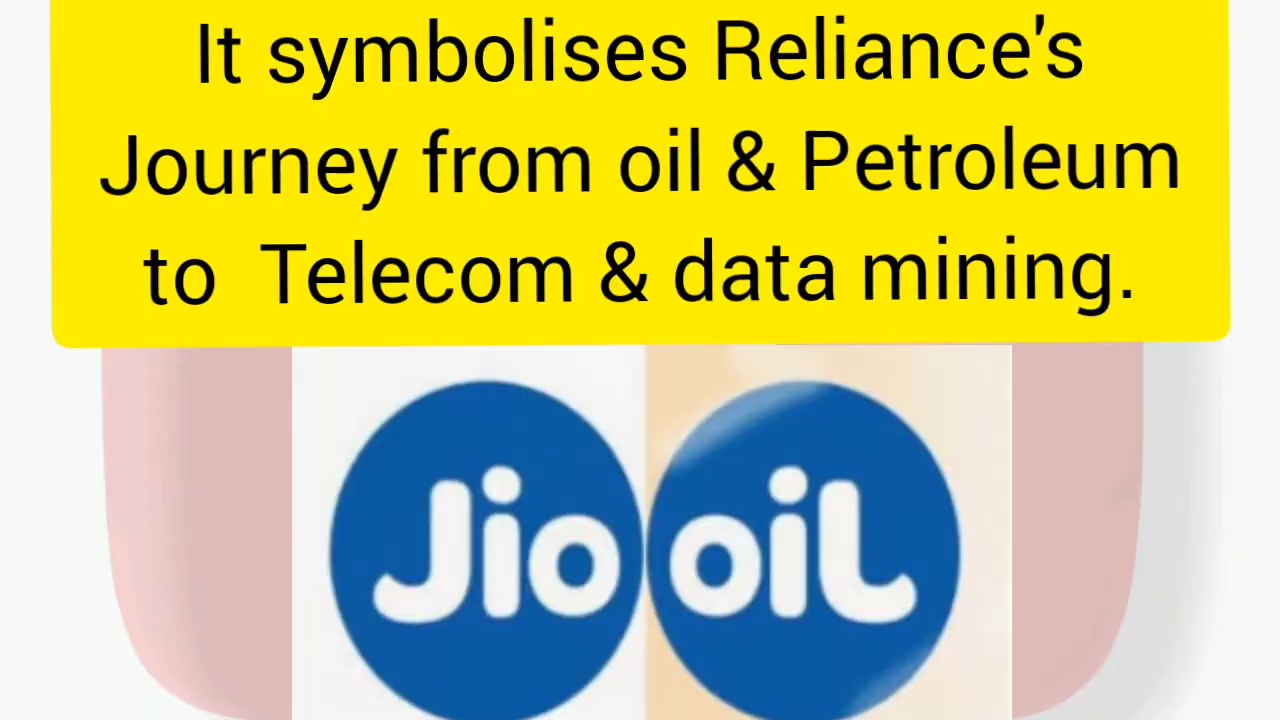 It symbolises Reliance's
Journey from oil & Petroleum
to Telecom & data mining.
Jio oiL